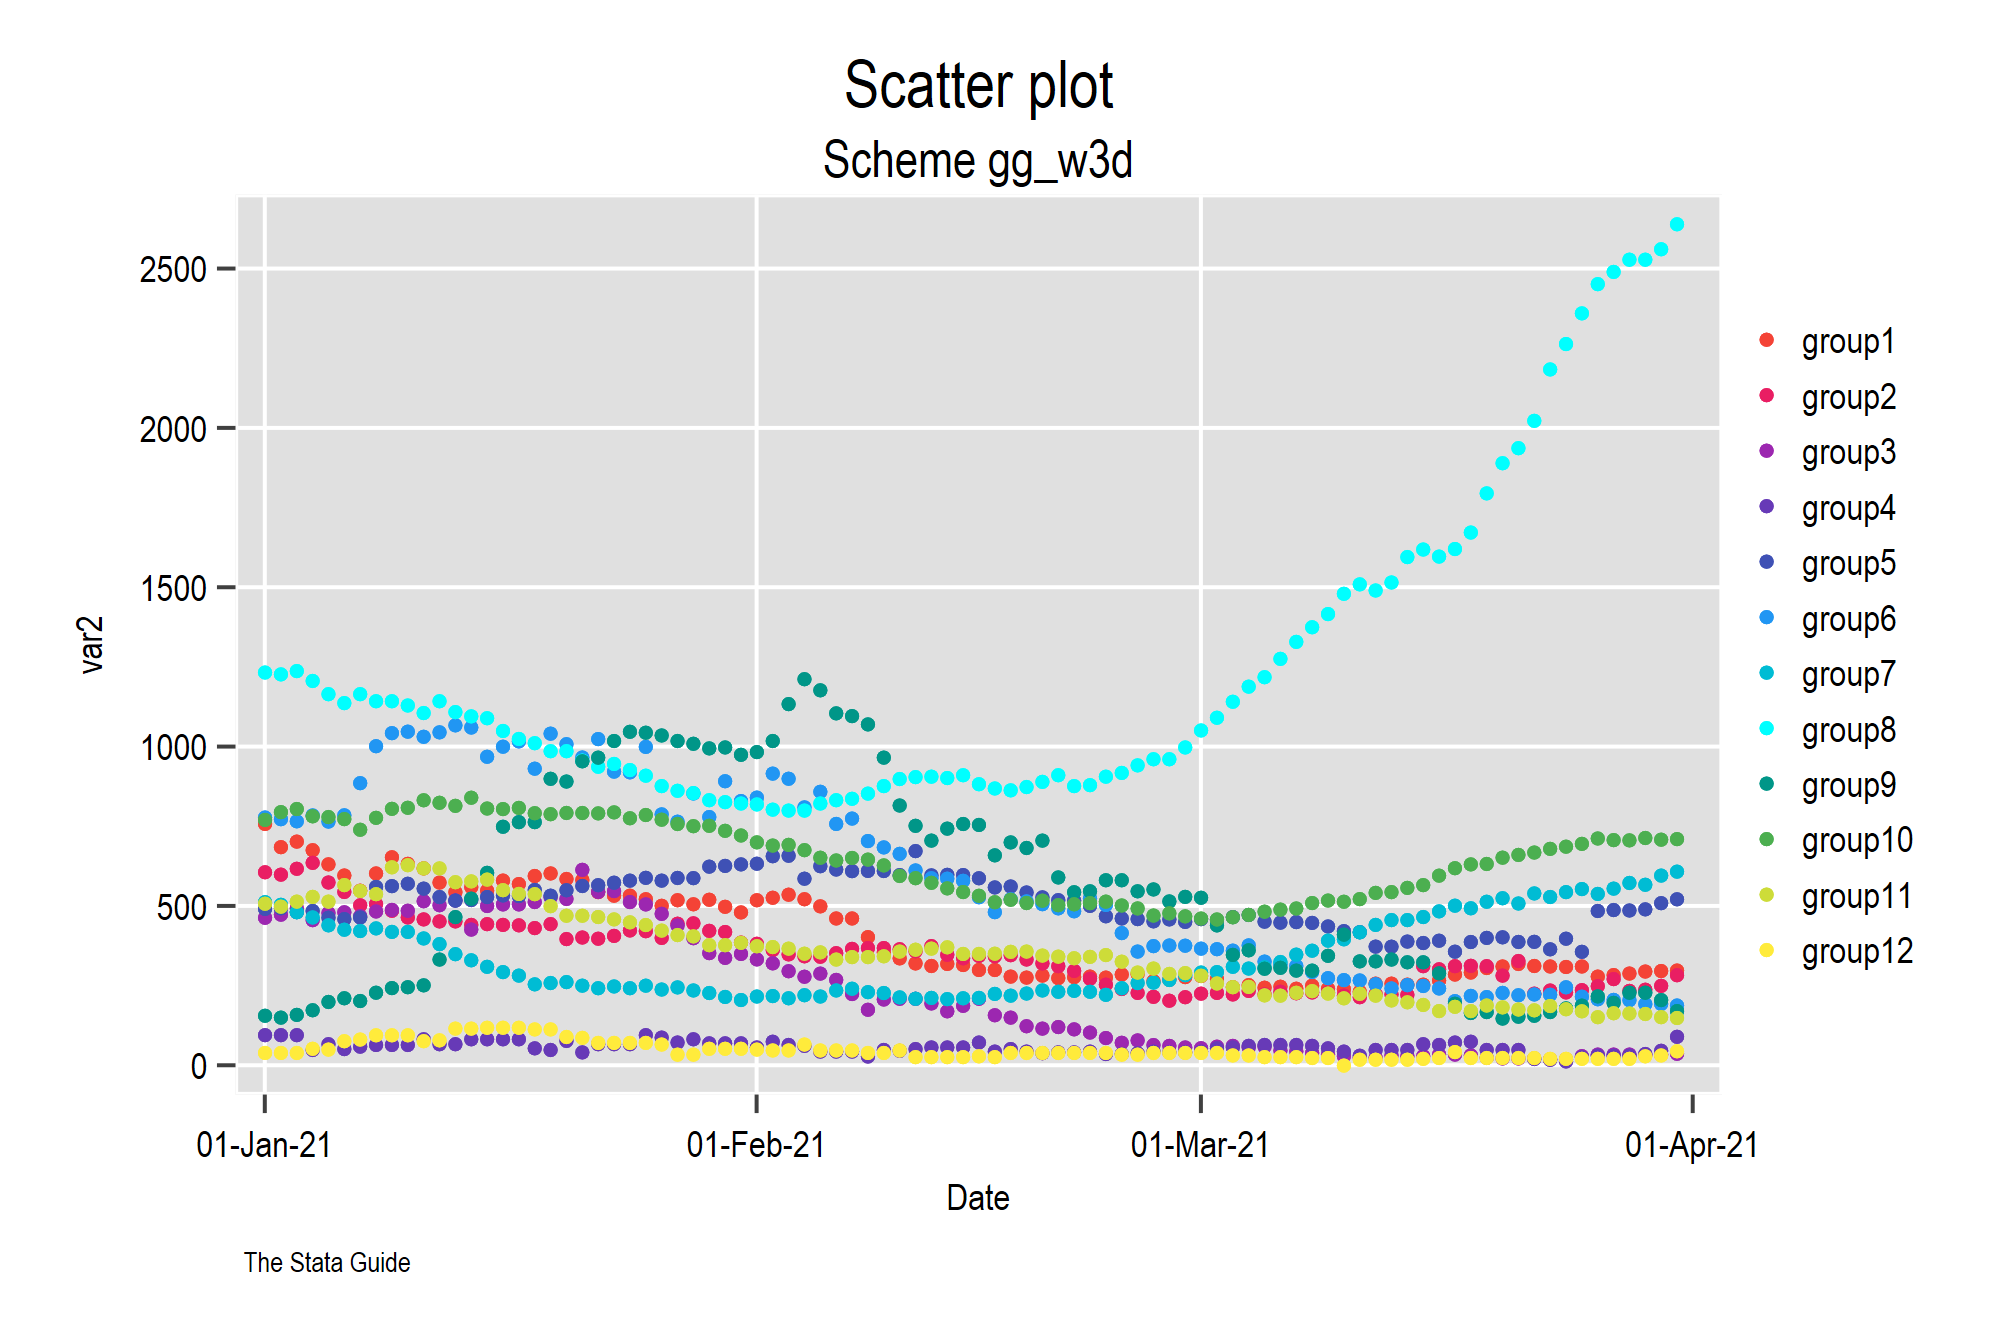 Scatter plot
Scheme gg_w3d
2500
2000
1500
1000
500
0
var2
01-Jan-21
01-Feb-21
01-Mar-21
01-Apr-21
Date
group1
group2
group3
group4
group5
group6
group7
group8
group9
group10
group11
group12
The Stata Guide